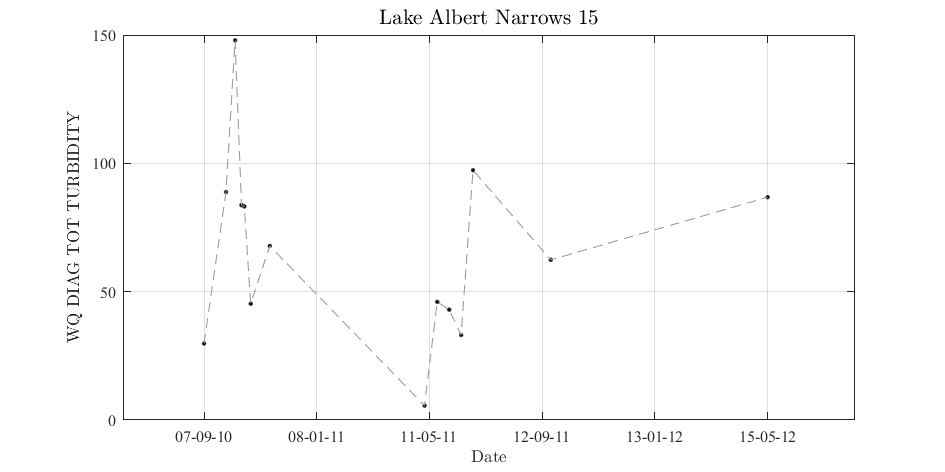 Lake Albert Narrows 15
WQ DIAG TOT TURBIDITY
150
100
50
0
07-09-10 08-01-11 11-05-11 12-09-11 13-01-12 15-05-12
Date